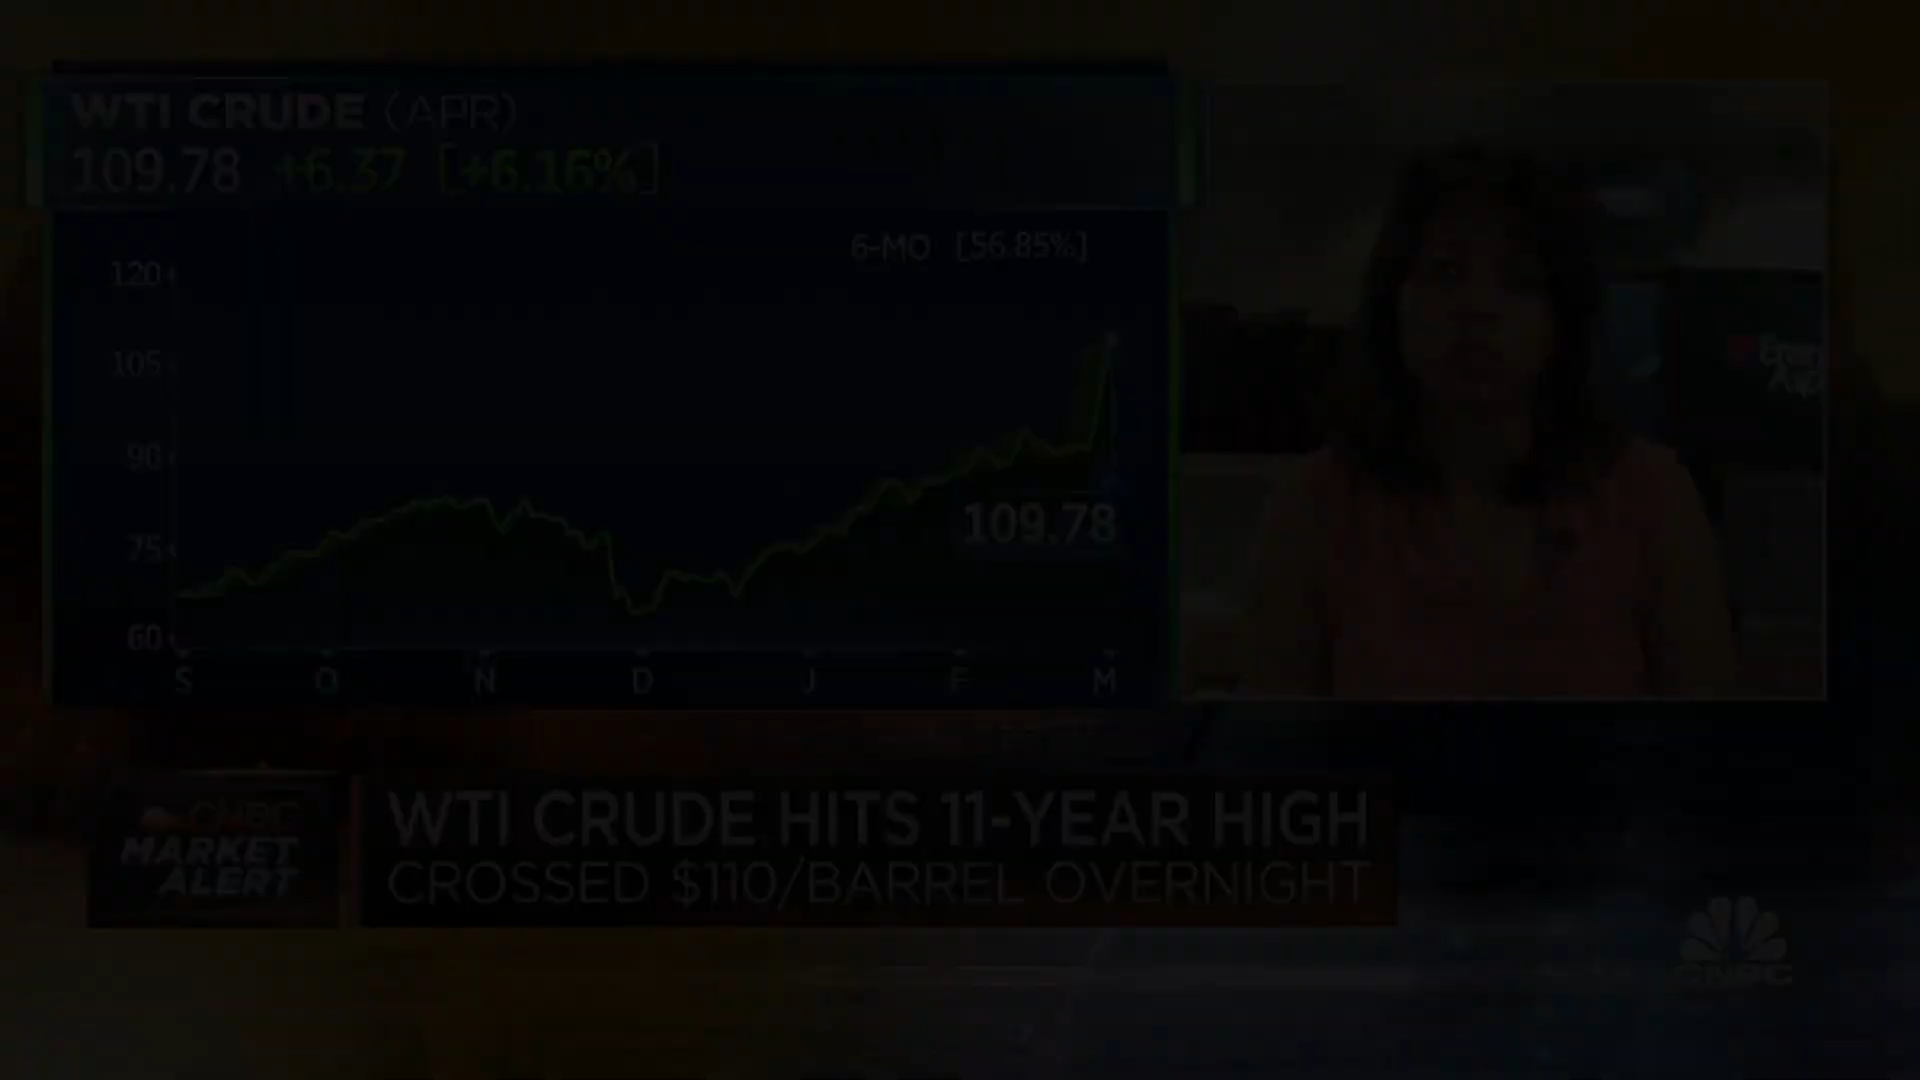 WTI CRUDE (APR)
109.78 +6.37 [+6.16%]
6-MO [56.85%]
120
105
90
75
60
109.78
S O N D J F M
CNBC
MARKET
ALERT
WTI CRUDE HITS 11-YEAR HIGH
CROSSED $110/BARREL OVERNIGHT
CNBC